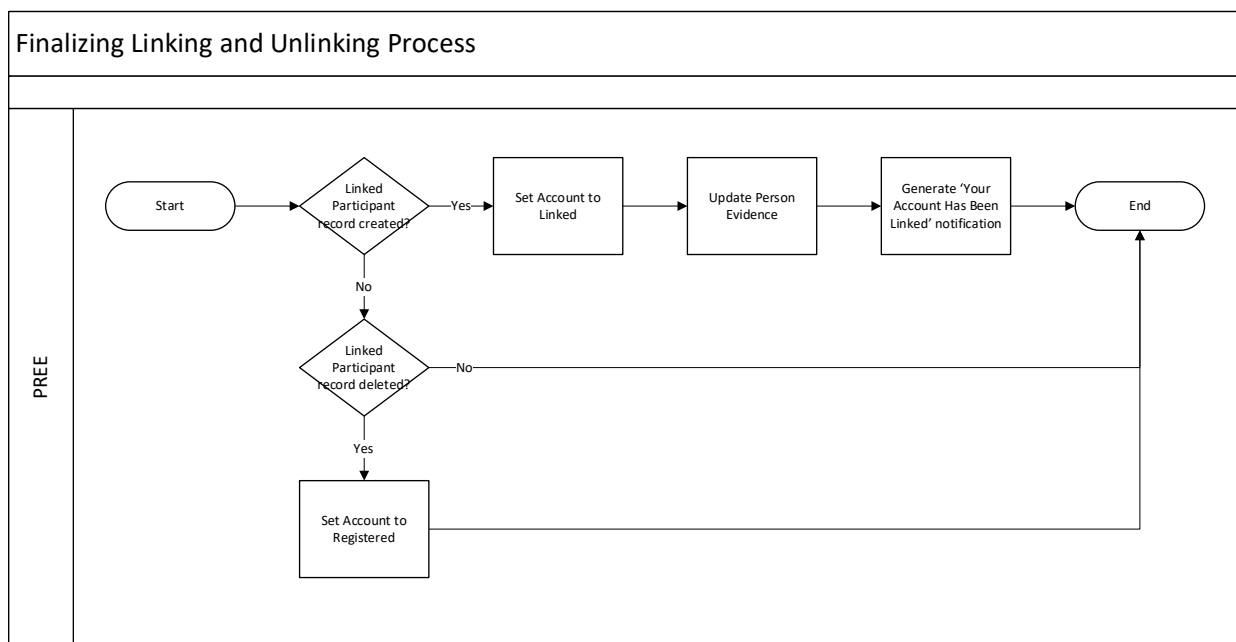 Finalizing Linking and Unlinking Process
PREE
Start
Linked
Participant
record created?
Yes
Set Account to
Linked
Update Person
Evidence
Generate ‘Your
Account Has Been
Linked’ notification
End
No
Linked
Participant
record deleted?
No
Yes
Set Account to
Registered